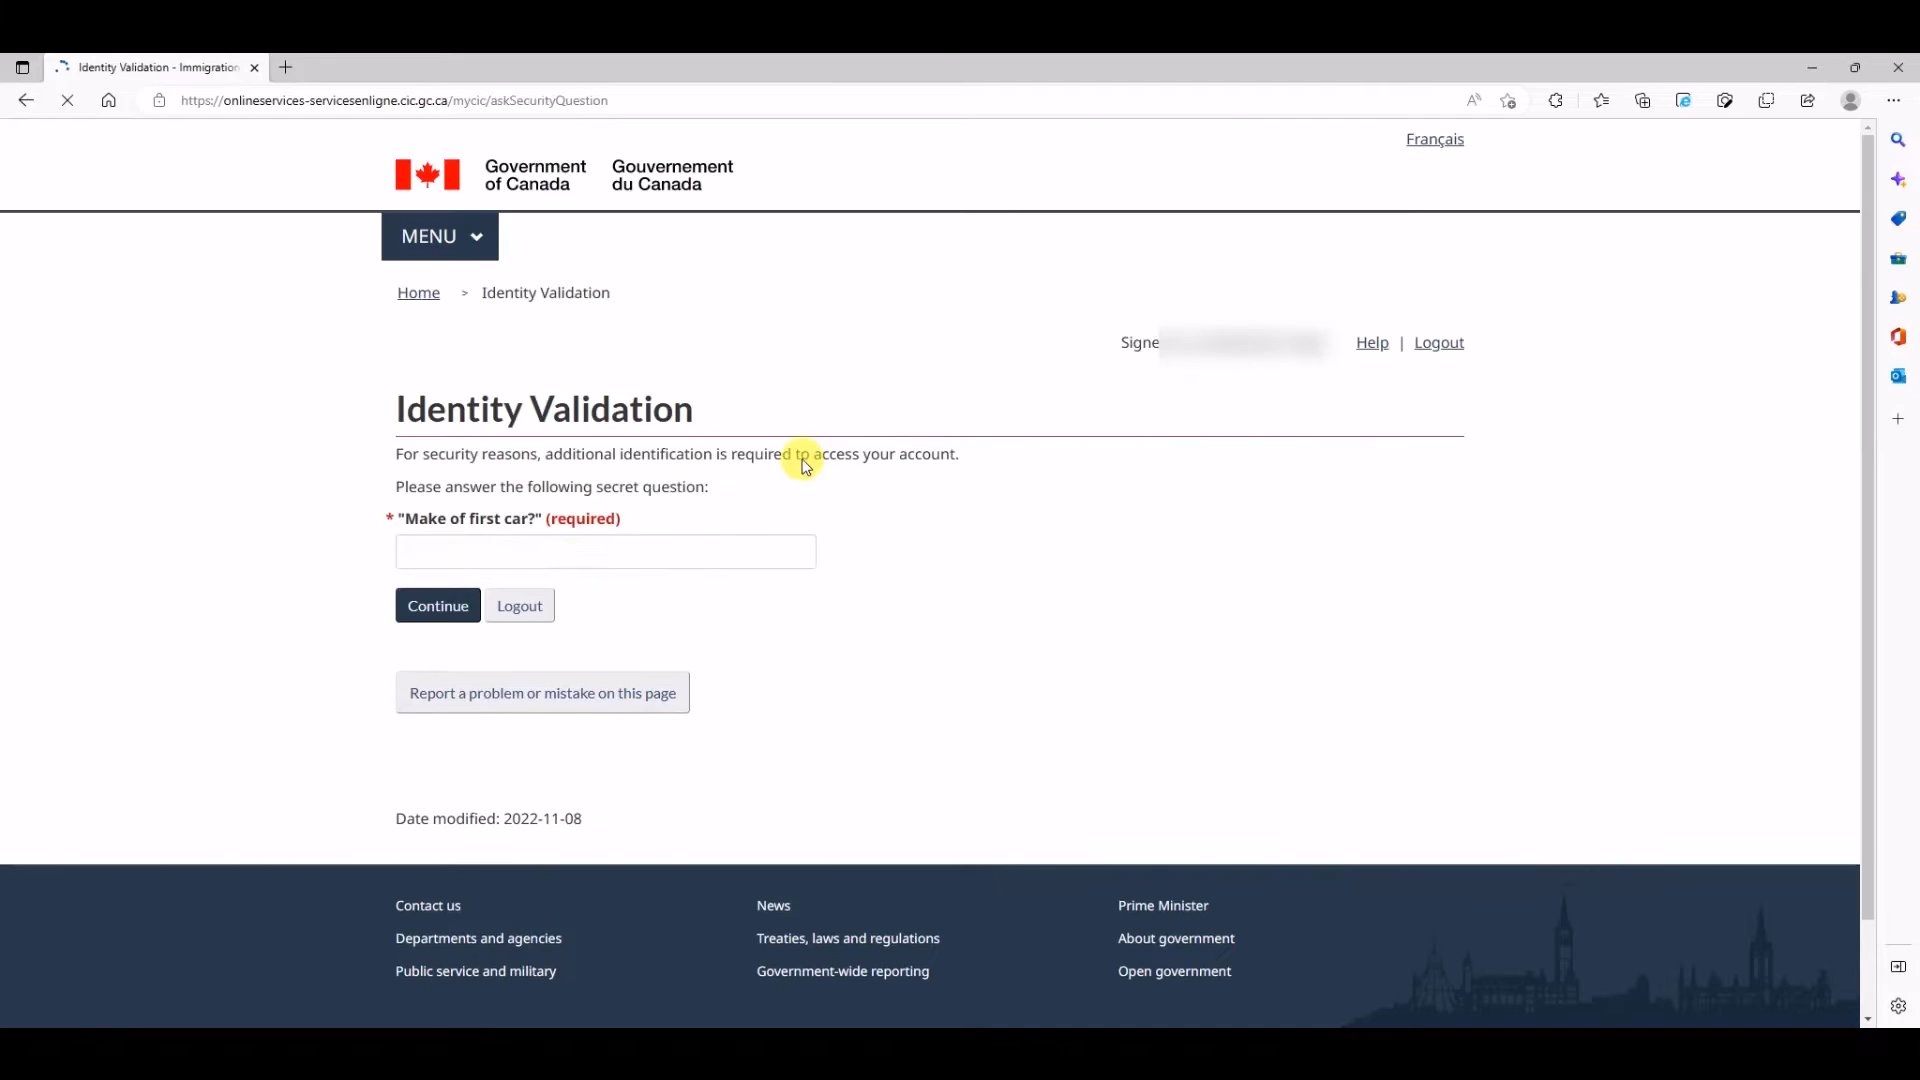 Identity Validation - Immigration
https://onlineservices-servicesenligne.cic.gc.ca/mycic/askSecurityQuestion
Français
Government of Canada
Gouvernement du Canada
MENU
Home > Identity Validation
Signe
Help | Logout
Identity Validation
For security reasons, additional identification is required to access your account.
Please answer the following secret question:
* "Make of first car?" (required)
Continue Logout
Report a problem or mistake on this page
Date modified: 2022-11-08
Contact us News Prime Minister
Departments and agencies Treaties, laws and regulations About government
Public service and military Government-wide reporting Open government